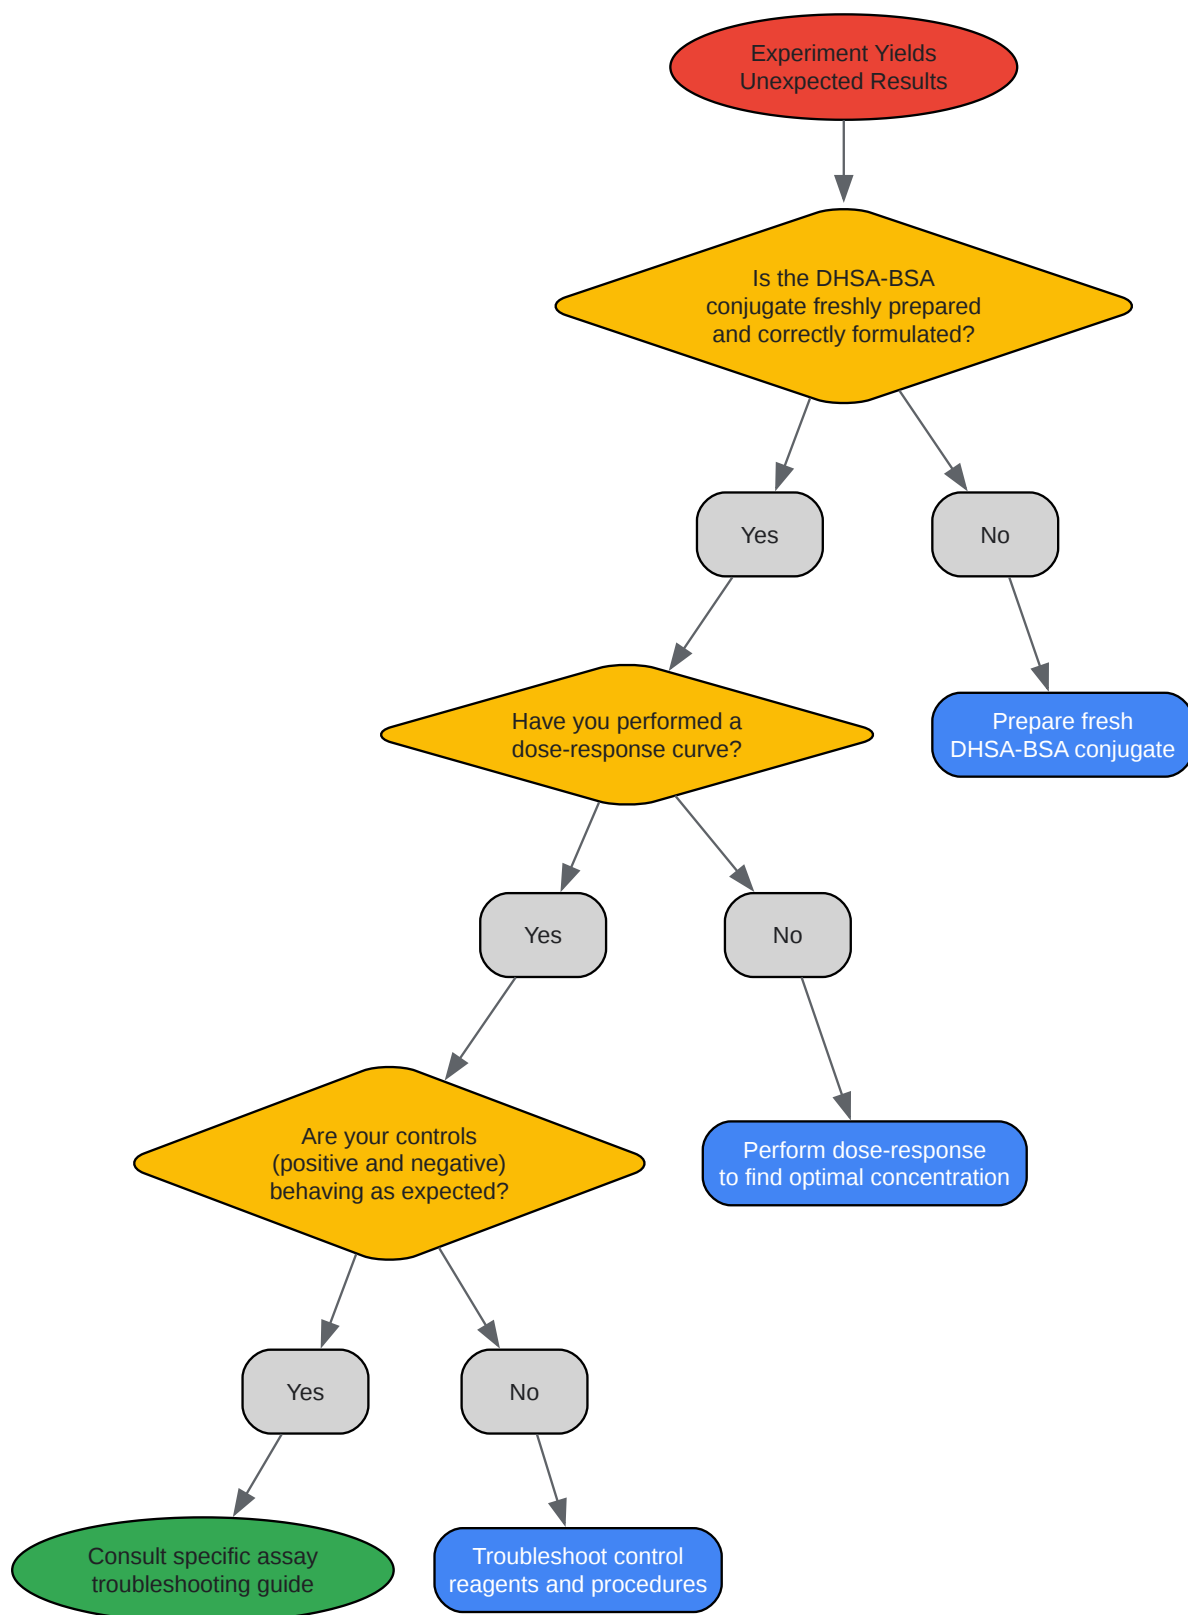 Experiment Yields
Unexpected Results
Is the DHSA-BSA
conjugate freshly prepared
and correctly formulated?
Yes
No
Have you performed a
dose-response curve?
Prepare fresh
DHSA-BSA conjugate
Yes
No
Are your controls
(positive and negative)
behaving as expected?
Perform dose-response
to find optimal concentration
Yes
No
Consult specific assay
troubleshooting guide
Troubleshoot control
reagents and procedures